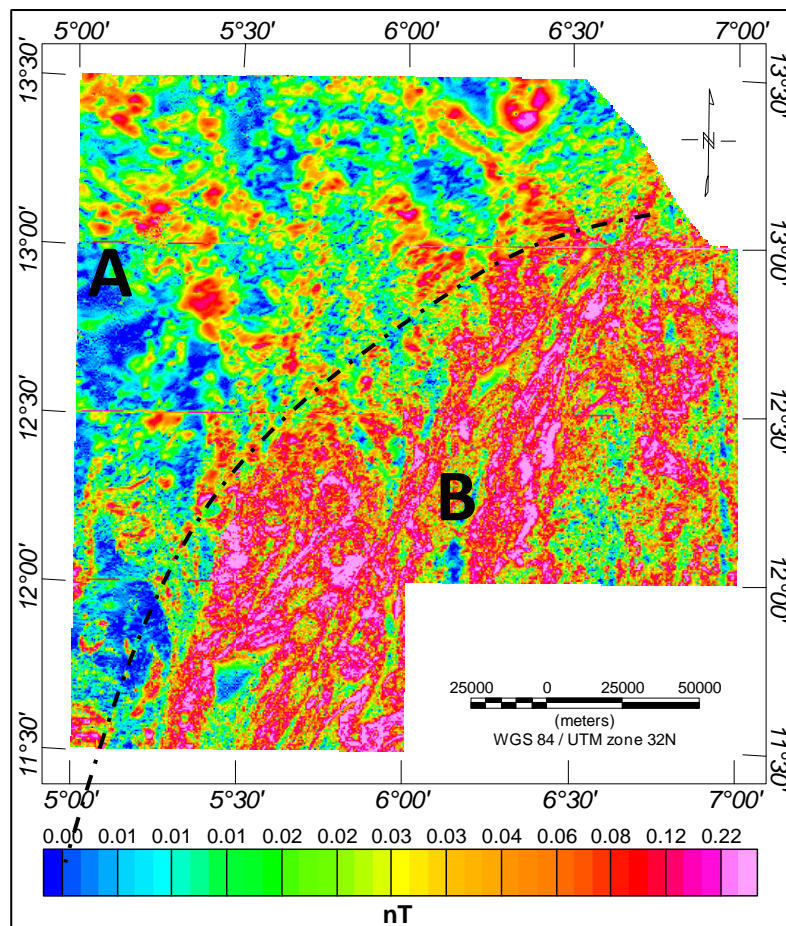 5°00' 5°30' 6°00' 6°30' 7°00'
13°30' 13°30'
N
13°00' 13°00'
A
12°30' 12°30'
B
12°00' 12°00'
25000 0 25000 50000
(meters)
WGS 84 / UTM zone 32N
11°30' 11°30'
5°00' 5°30' 6°00' 6°30' 7°00'
0.00 0.01 0.01 0.01 0.02 0.02 0.03 0.03 0.04 0.06 0.08 0.12 0.22
nT